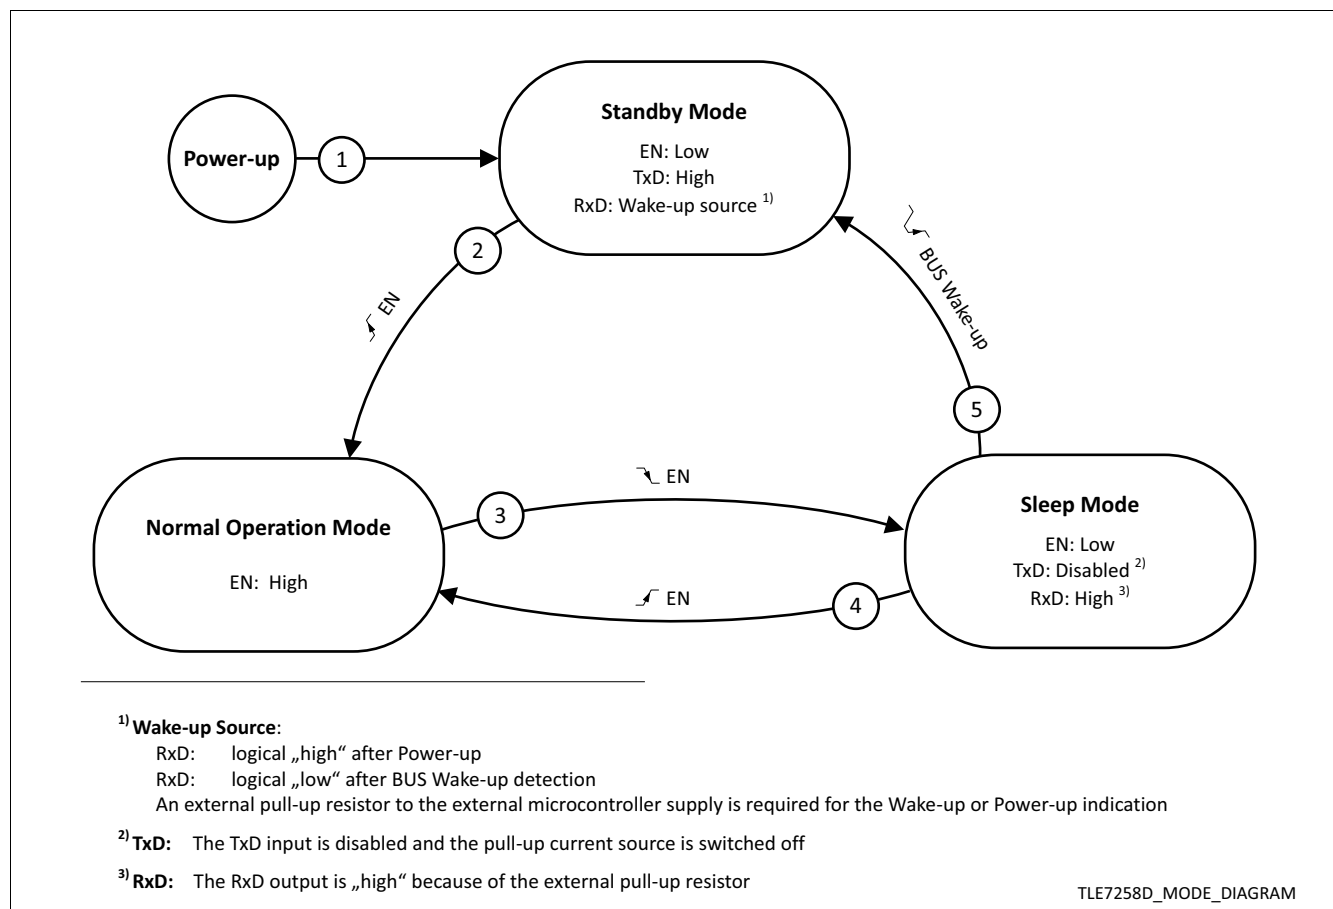 Standby Mode
EN: Low
TxD: High
RxD: Wake-up source 1)
Power-up
1
2
EN
BUS Wake-up
5
Normal Operation Mode
EN: High
3
EN
4
EN
Sleep Mode
EN: Low
TxD: Disabled 2)
RxD: High 3)
1) Wake-up Source:
RxD: logical „high“ after Power-up
RxD: logical „low“ after BUS Wake-up detection
An external pull-up resistor to the external microcontroller supply is required for the Wake-up or Power-up indication
2) TxD: The TxD input is disabled and the pull-up current source is switched off
3) RxD: The RxD output is „high“ because of the external pull-up resistor
TLE7258D_MODE_DIAGRAM